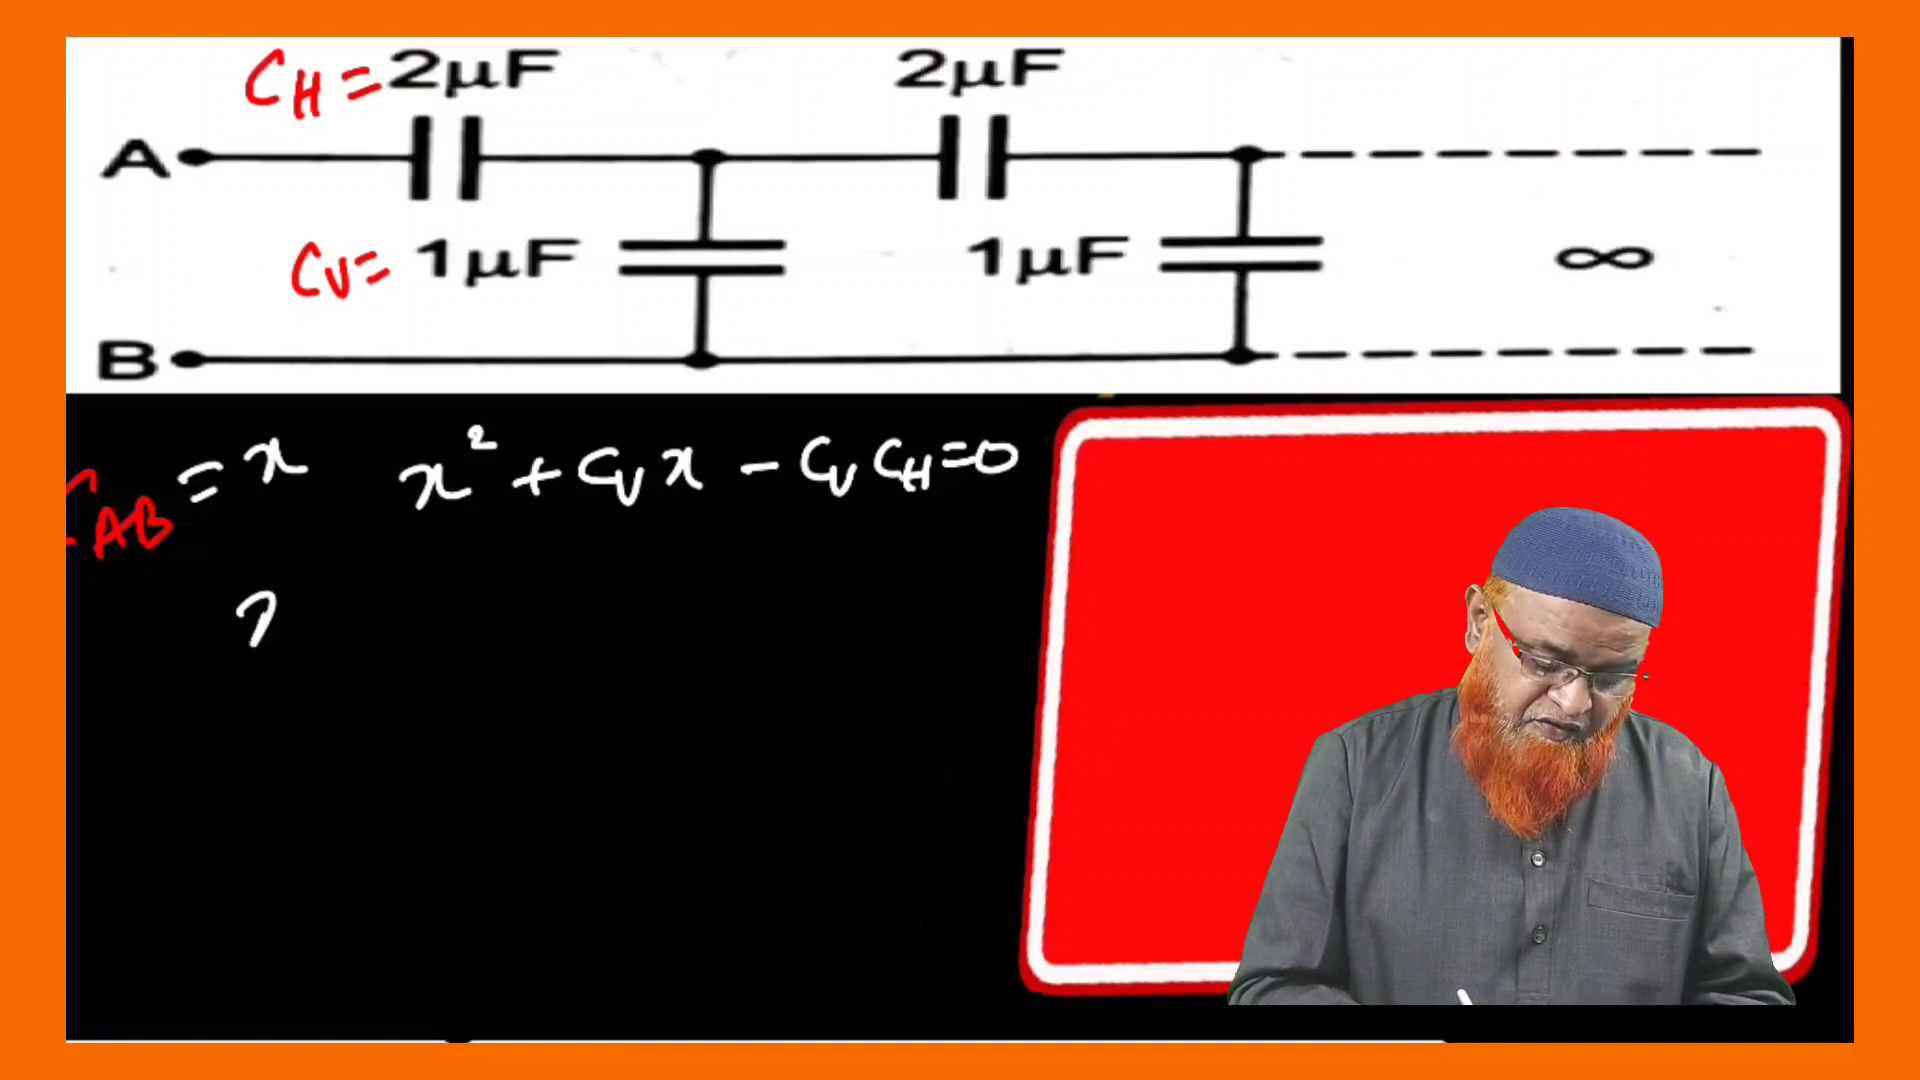 C_H = 2μF 2μF
A
C_V = 1μF 1μF ∞
B
C_AB = x x² + C_V x - C_V C_H = 0